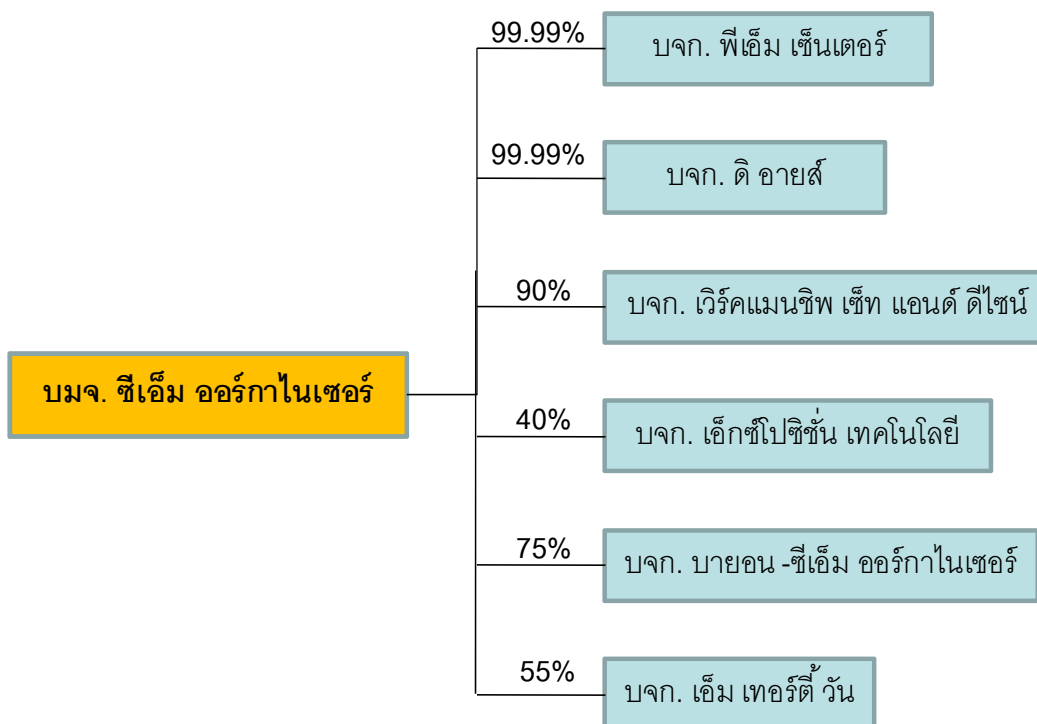 99.99%
บจก. พีเอ็ม เซ็นเตอร์
99.99%
บจก. ดิ อายส์
90%
บจก. เวิร์คแมนชิพ เซ็ท แอนด์ ดีไซน์
บมจ. ซีเอ็ม ออร์กาไนเซอร์
40%
บจก. เอ็กซ์โปซิชั่น เทคโนโลยี
75%
บจก. บายอน -ซีเอ็ม ออร์กาไนเซอร์
55%
บจก. เอ็ม เทอร์ตี้ วัน